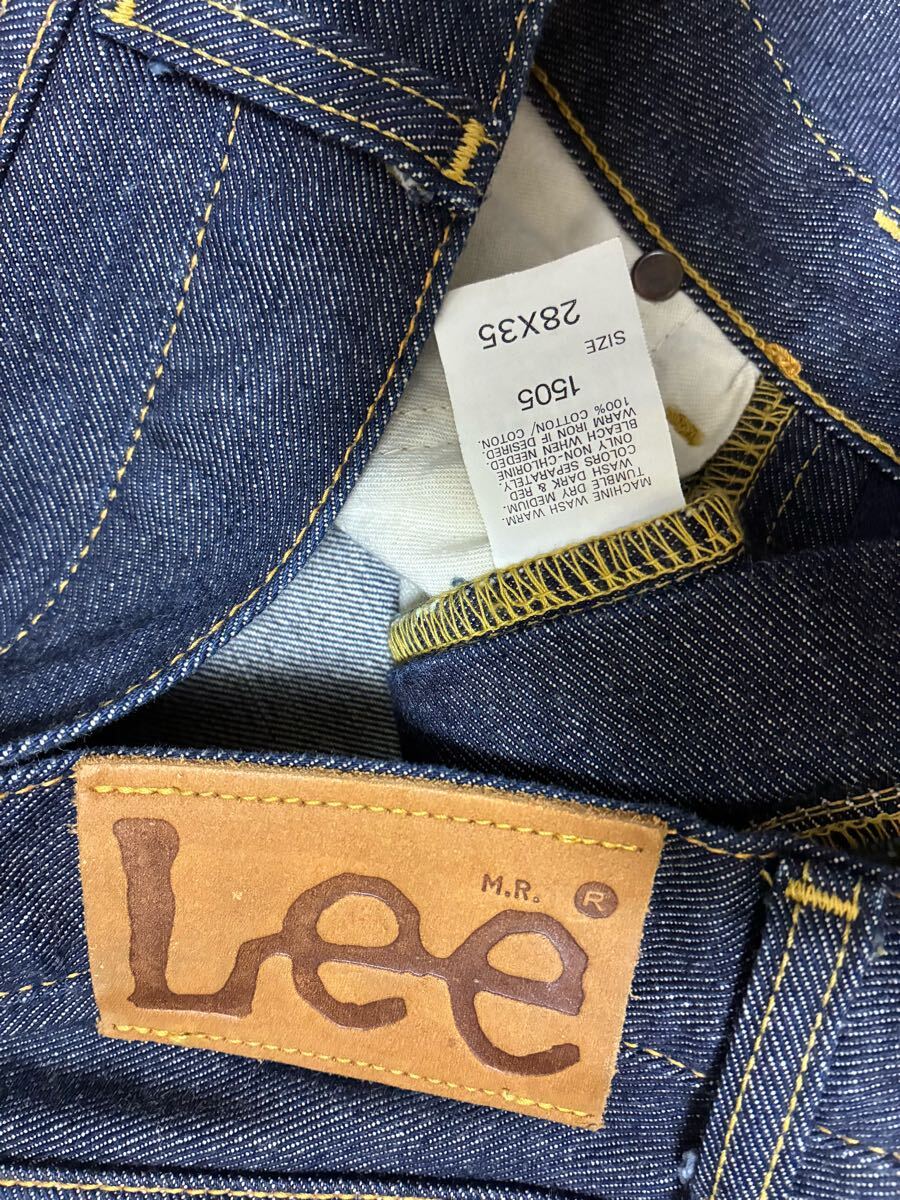 MACHINE WASH WARM.
TUMBLE DRY MEDIUM.
WASH DARK & RED,
COLORS SEPARATELY
ONLY NON-CHLORINE
BLEACH WHEN NEEDED.
WARM IRON IF DESIRED.
100% COTTON/ COTON.
1505
SIZE
28X35
Lee
M.R.
®